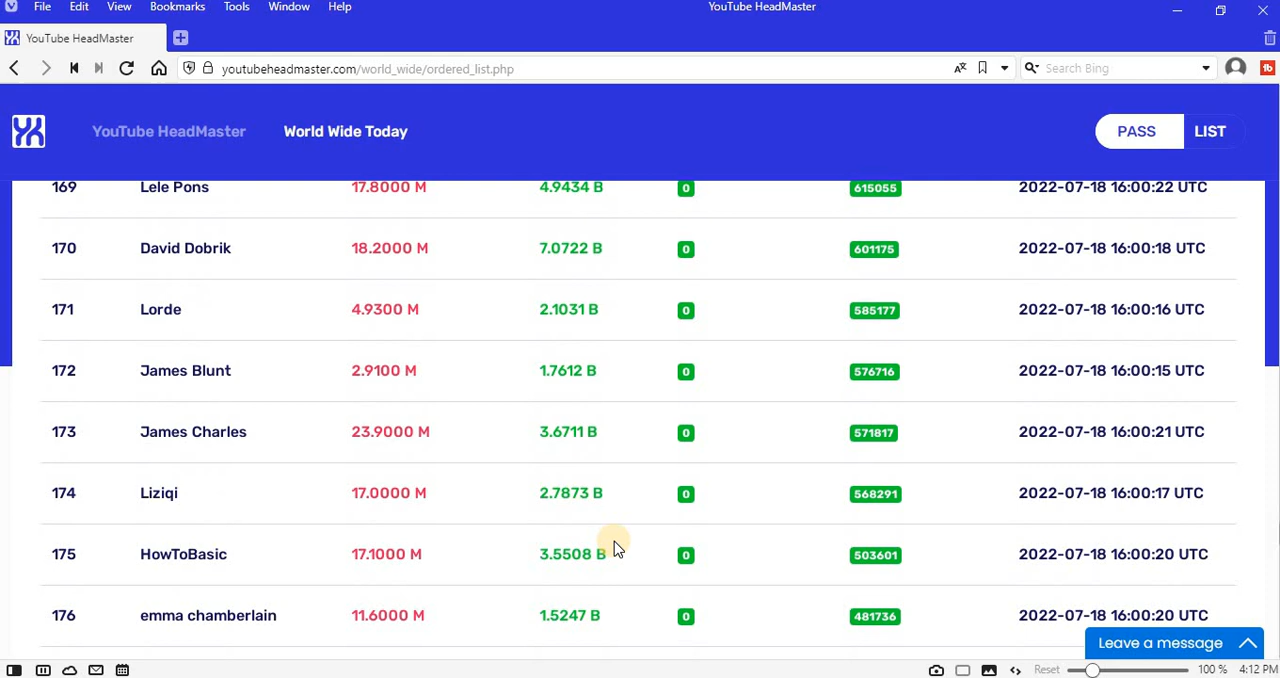 File Edit View Bookmarks Tools Window Help YouTube HeadMaster
YouTube HeadMaster
youtubeheadmaster.com/world_wide/ordered_list.php Search Bing
YouTube HeadMaster World Wide Today PASS LIST
169 Lele Pons 17.8000 M 4.9434 B 0 615055 2022-07-18 16:00:22 UTC
170 David Dobrik 18.2000 M 7.0722 B 0 601175 2022-07-18 16:00:18 UTC
171 Lorde 4.9300 M 2.1031 B 0 585177 2022-07-18 16:00:16 UTC
172 James Blunt 2.9100 M 1.7612 B 0 576716 2022-07-18 16:00:15 UTC
173 James Charles 23.9000 M 3.6711 B 0 571817 2022-07-18 16:00:21 UTC
174 Liziqi 17.0000 M 2.7873 B 0 568291 2022-07-18 16:00:17 UTC
175 HowToBasic 17.1000 M 3.5508 B 0 503601 2022-07-18 16:00:20 UTC
176 emma chamberlain 11.6000 M 1.5247 B 0 481736 2022-07-18 16:00:20 UTC
Leave a message
Reset 100 % 4:12 PM